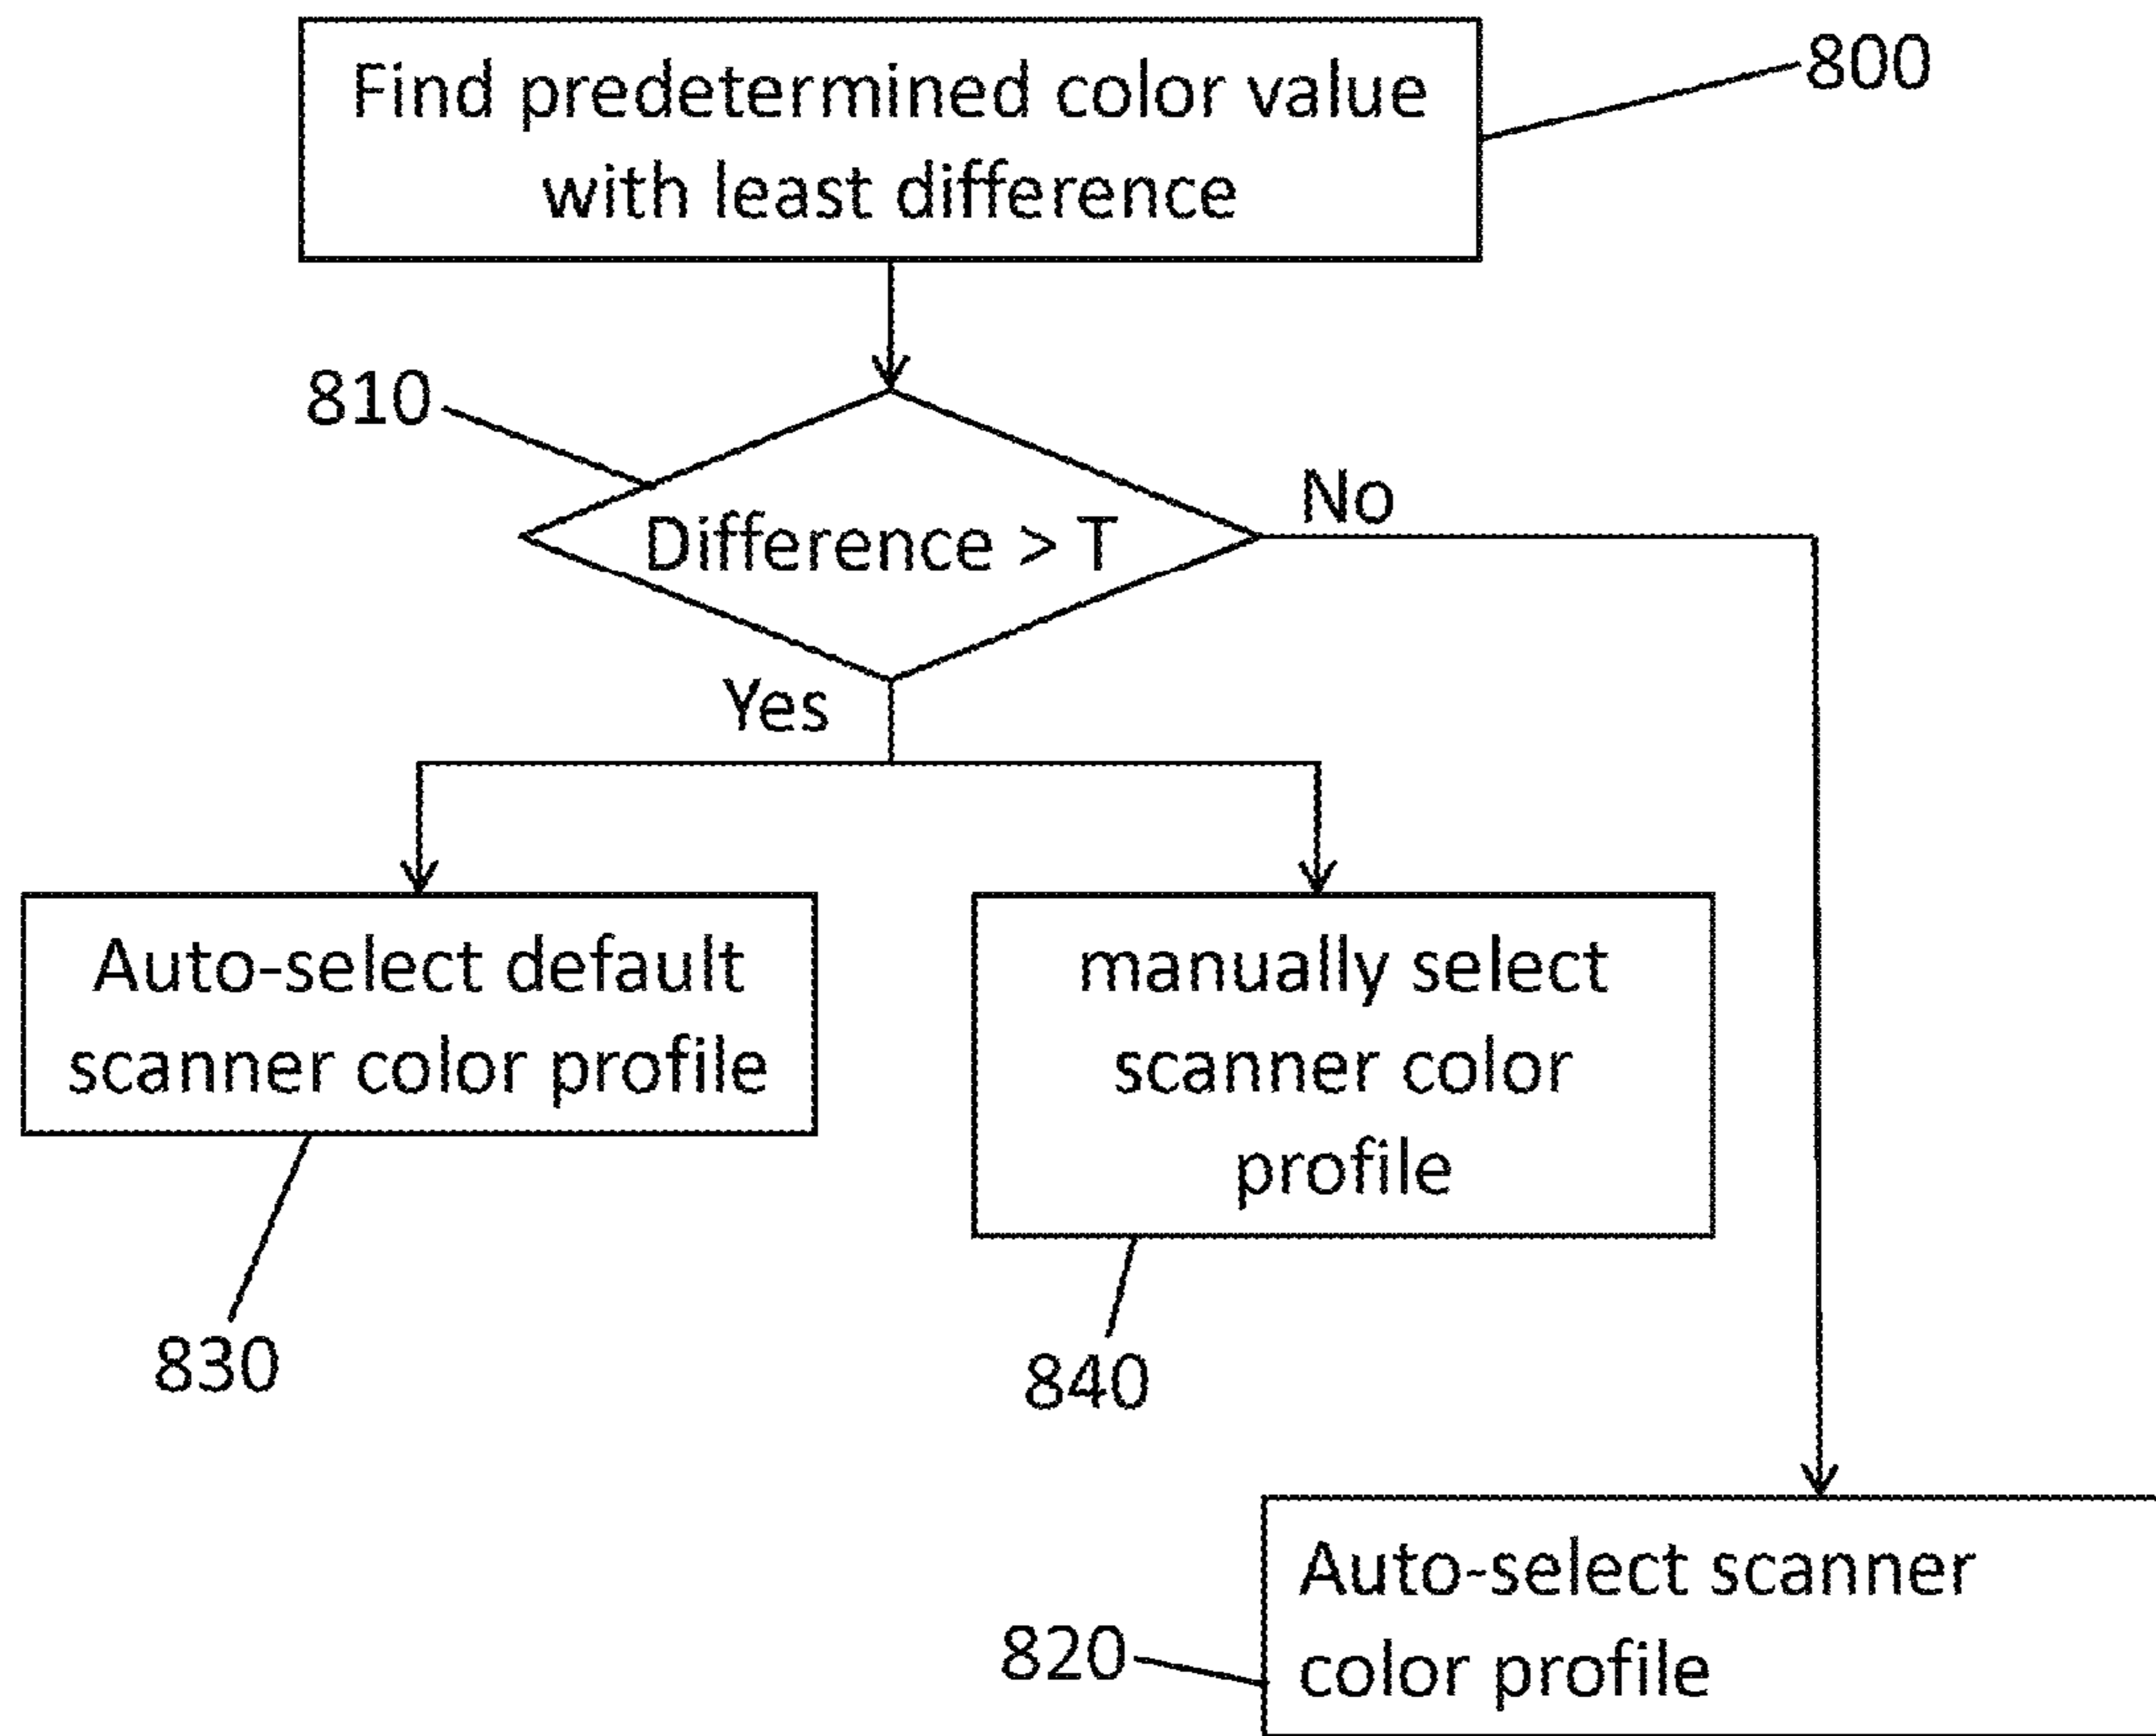 Find predetermined color value
with least difference
800
810
Difference > T
No
Yes
Auto-select default
scanner color profile
manually select
scanner color
profile
830
840
Auto-select scanner
color profile
820